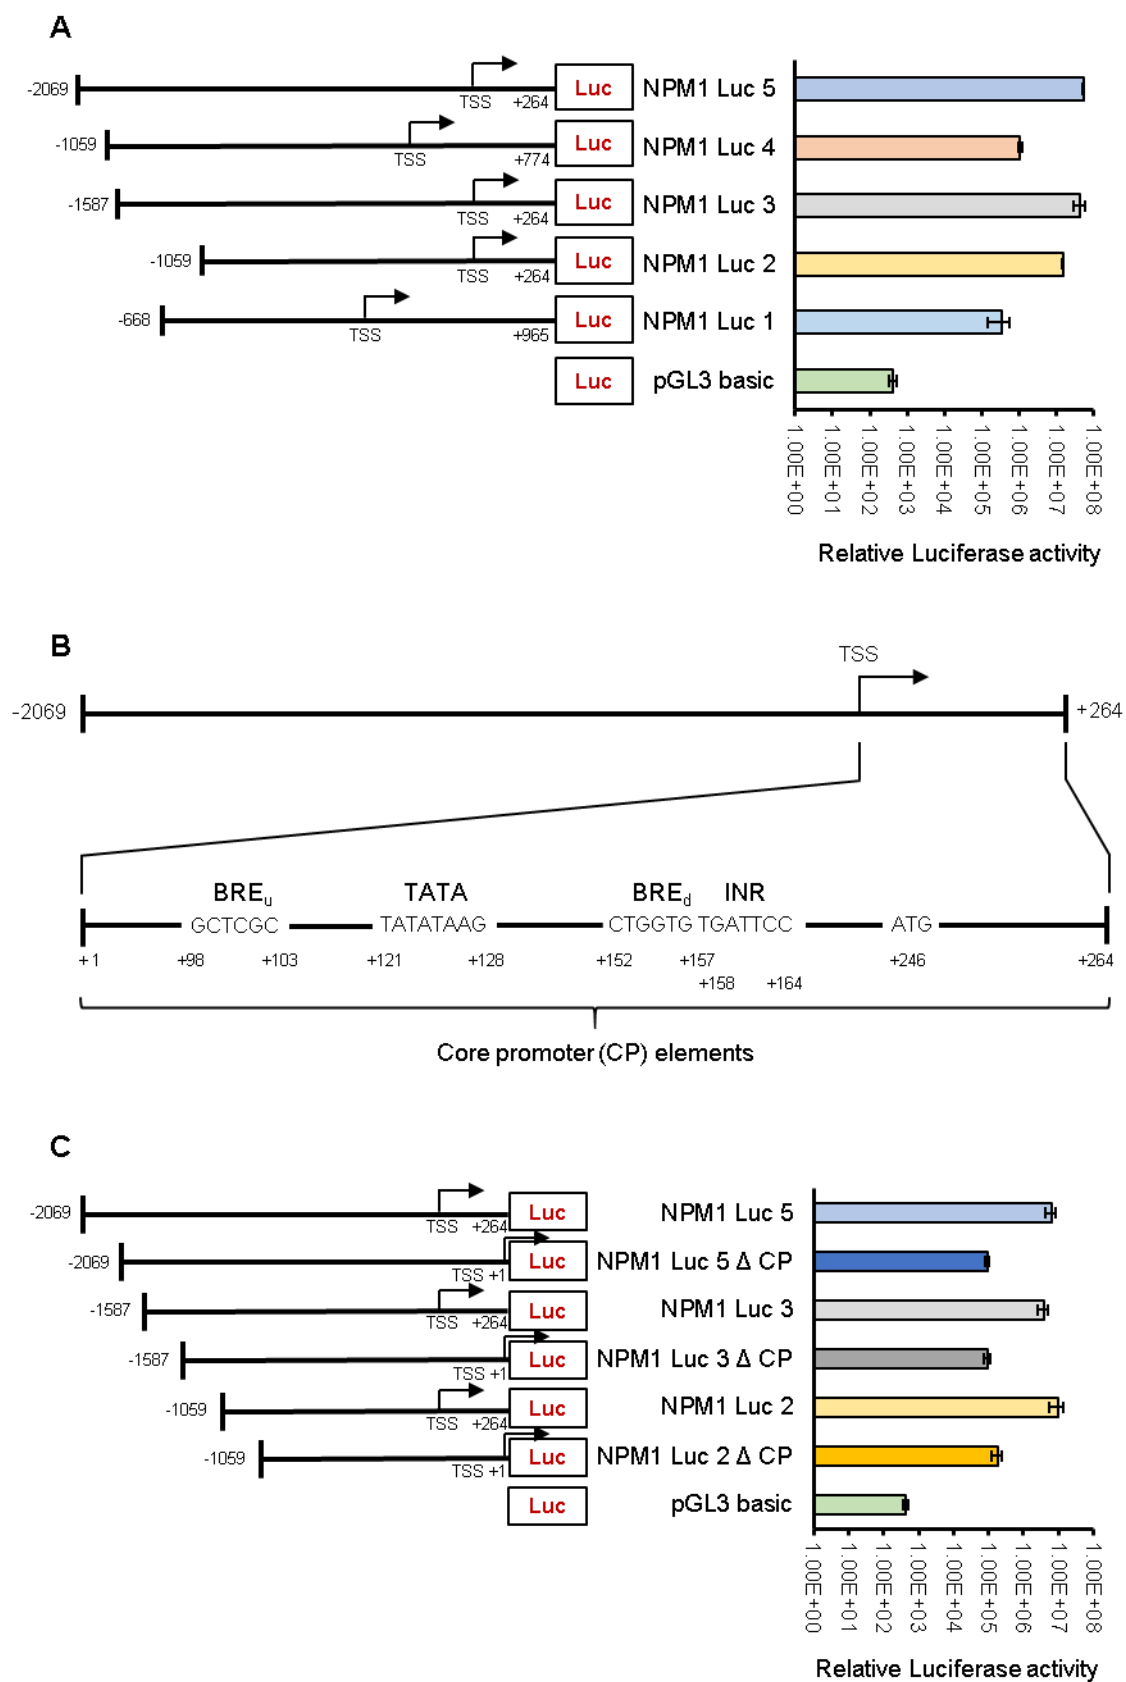 A
-2069 TSS +264 Luc NPM1 Luc 5
-1059 TSS +774 Luc NPM1 Luc 4
-1587 TSS +264 Luc NPM1 Luc 3
-1059 TSS +264 Luc NPM1 Luc 2
-668 TSS +965 Luc NPM1 Luc 1
Luc pGL3 basic
1.00E+00 1.00E+01 1.00E+02 1.00E+03 1.00E+04 1.00E+05 1.00E+06 1.00E+07 1.00E+08
Relative Luciferase activity
B
TSS
-2069 +264
BREu TATA BREd INR
GCTCGC TATATAAG CTGGTG TGATTCC ATG
+1 +98 +103 +121 +128 +152 +157 +246 +264
+158 +164
Core promoter (CP) elements
C
-2069 TSS +264 Luc NPM1 Luc 5
-2069 TSS +1 Luc NPM1 Luc 5 Δ CP
-1587 TSS +264 Luc NPM1 Luc 3
-1587 TSS +1 Luc NPM1 Luc 3 Δ CP
-1059 TSS +264 Luc NPM1 Luc 2
-1059 TSS +1 Luc NPM1 Luc 2 Δ CP
Luc pGL3 basic
1.00E+00 1.00E+01 1.00E+02 1.00E+03 1.00E+04 1.00E+05 1.00E+06 1.00E+07 1.00E+08
Relative Luciferase activity